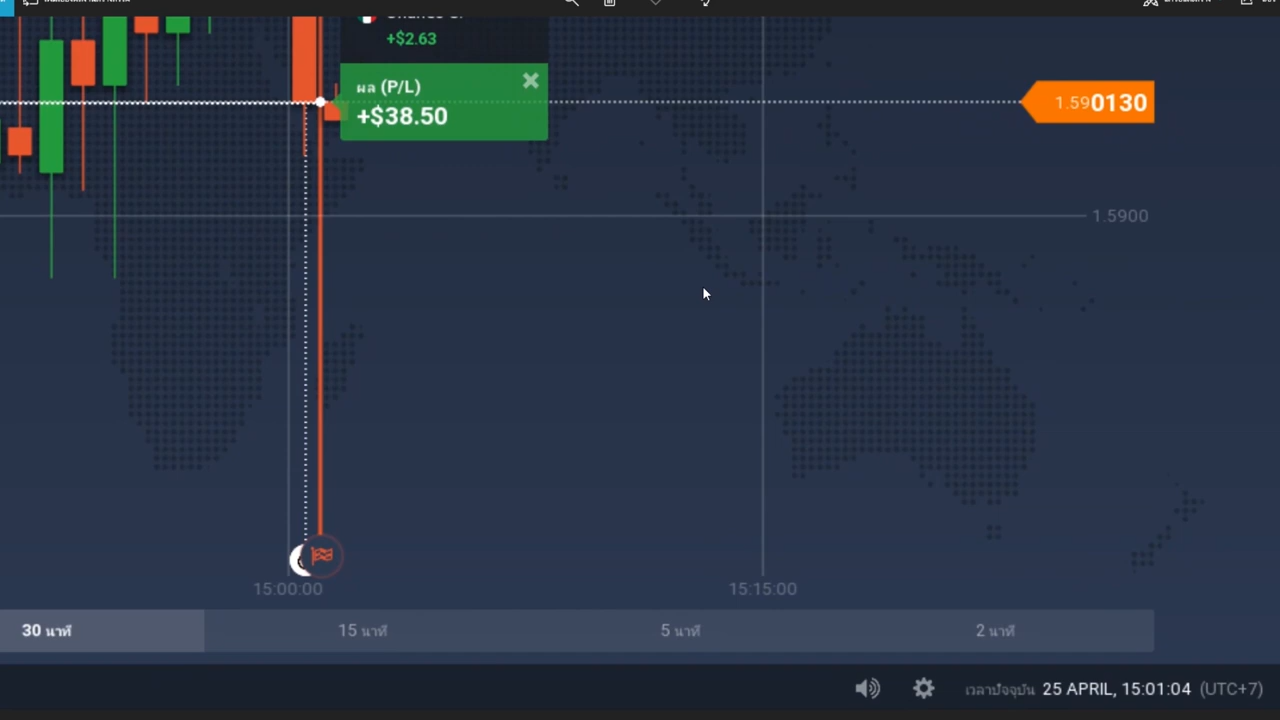 +$2.63
ผล (P/L)
+$38.50
1.590130
1.5900
15:00:00
15:15:00
30 นาที
15 นาที
5 นาที
2 นาที
เวลาปัจจุบัน 25 APRIL, 15:01:04 (UTC+7)